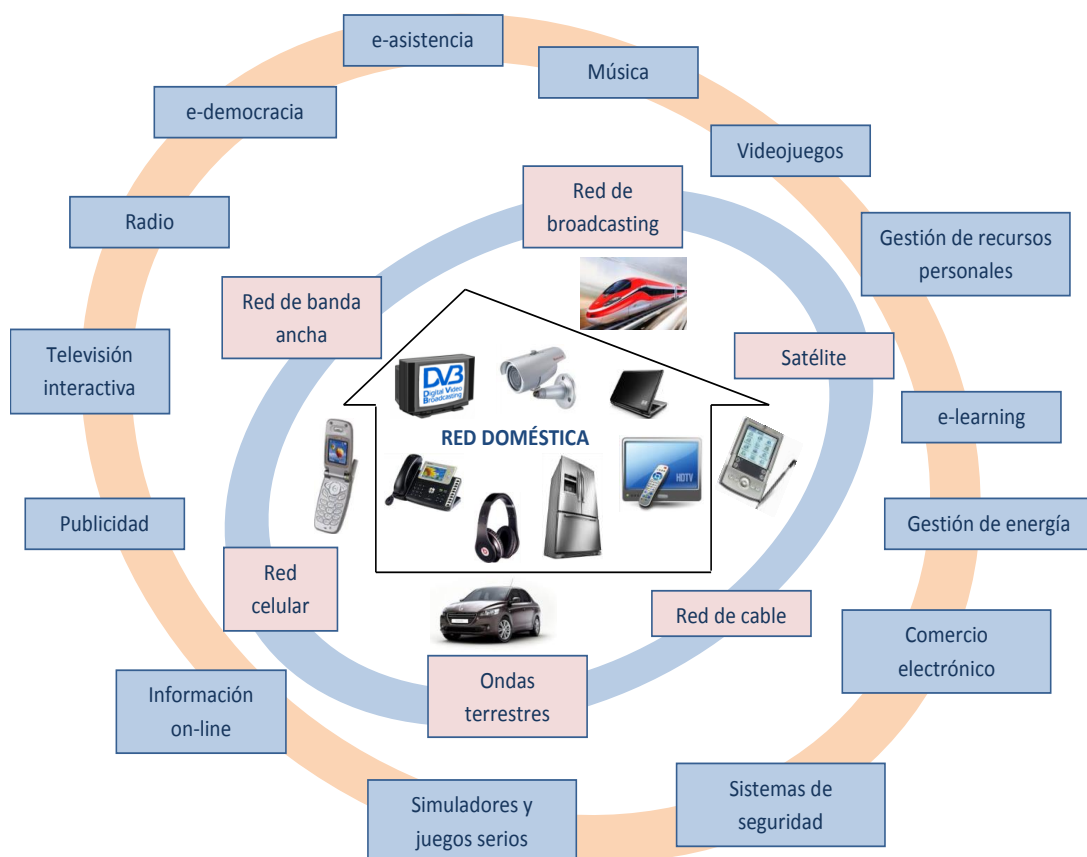 e-asistencia
Música
e-democracia
Videojuegos
Red de
broadcasting
Radio
Gestión de recursos
personales
Red de banda
ancha
Televisión
interactiva
Satélite
DVB
Digital Video
Broadcasting
e-learning
RED DOMÉSTICA
HDTV
Publicidad
Gestión de energía
Red
celular
Red de cable
Comercio
electrónico
Información
on-line
Ondas
terrestres
Simuladores y
juegos serios
Sistemas de
seguridad